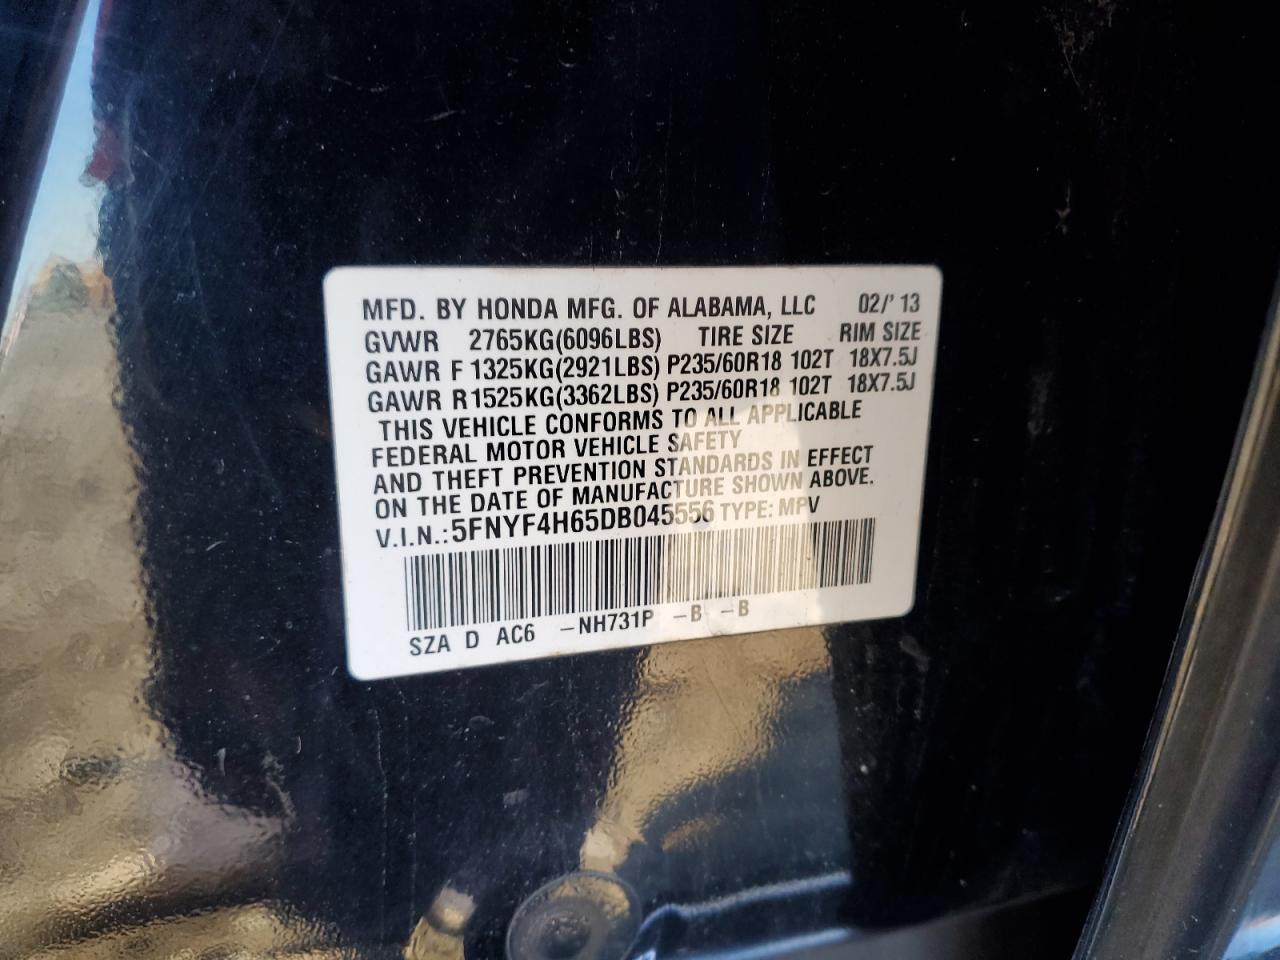 MFD. BY HONDA MFG. OF ALABAMA, LLC 02/' 13
GVWR 2765KG(6096LBS) TIRE SIZE RIM SIZE
GAWR F 1325KG(2921LBS) P235/60R18 102T 18X7.5J
GAWR R1525KG(3362LBS) P235/60R18 102T 18X7.5J
THIS VEHICLE CONFORMS TO ALL APPLICABLE
FEDERAL MOTOR VEHICLE SAFETY
AND THEFT PREVENTION STANDARDS IN EFFECT
ON THE DATE OF MANUFACTURE SHOWN ABOVE.
V.I.N.:5FNYF4H65DB045556 TYPE: MPV
SZA D AC6 -NH731P -B -B